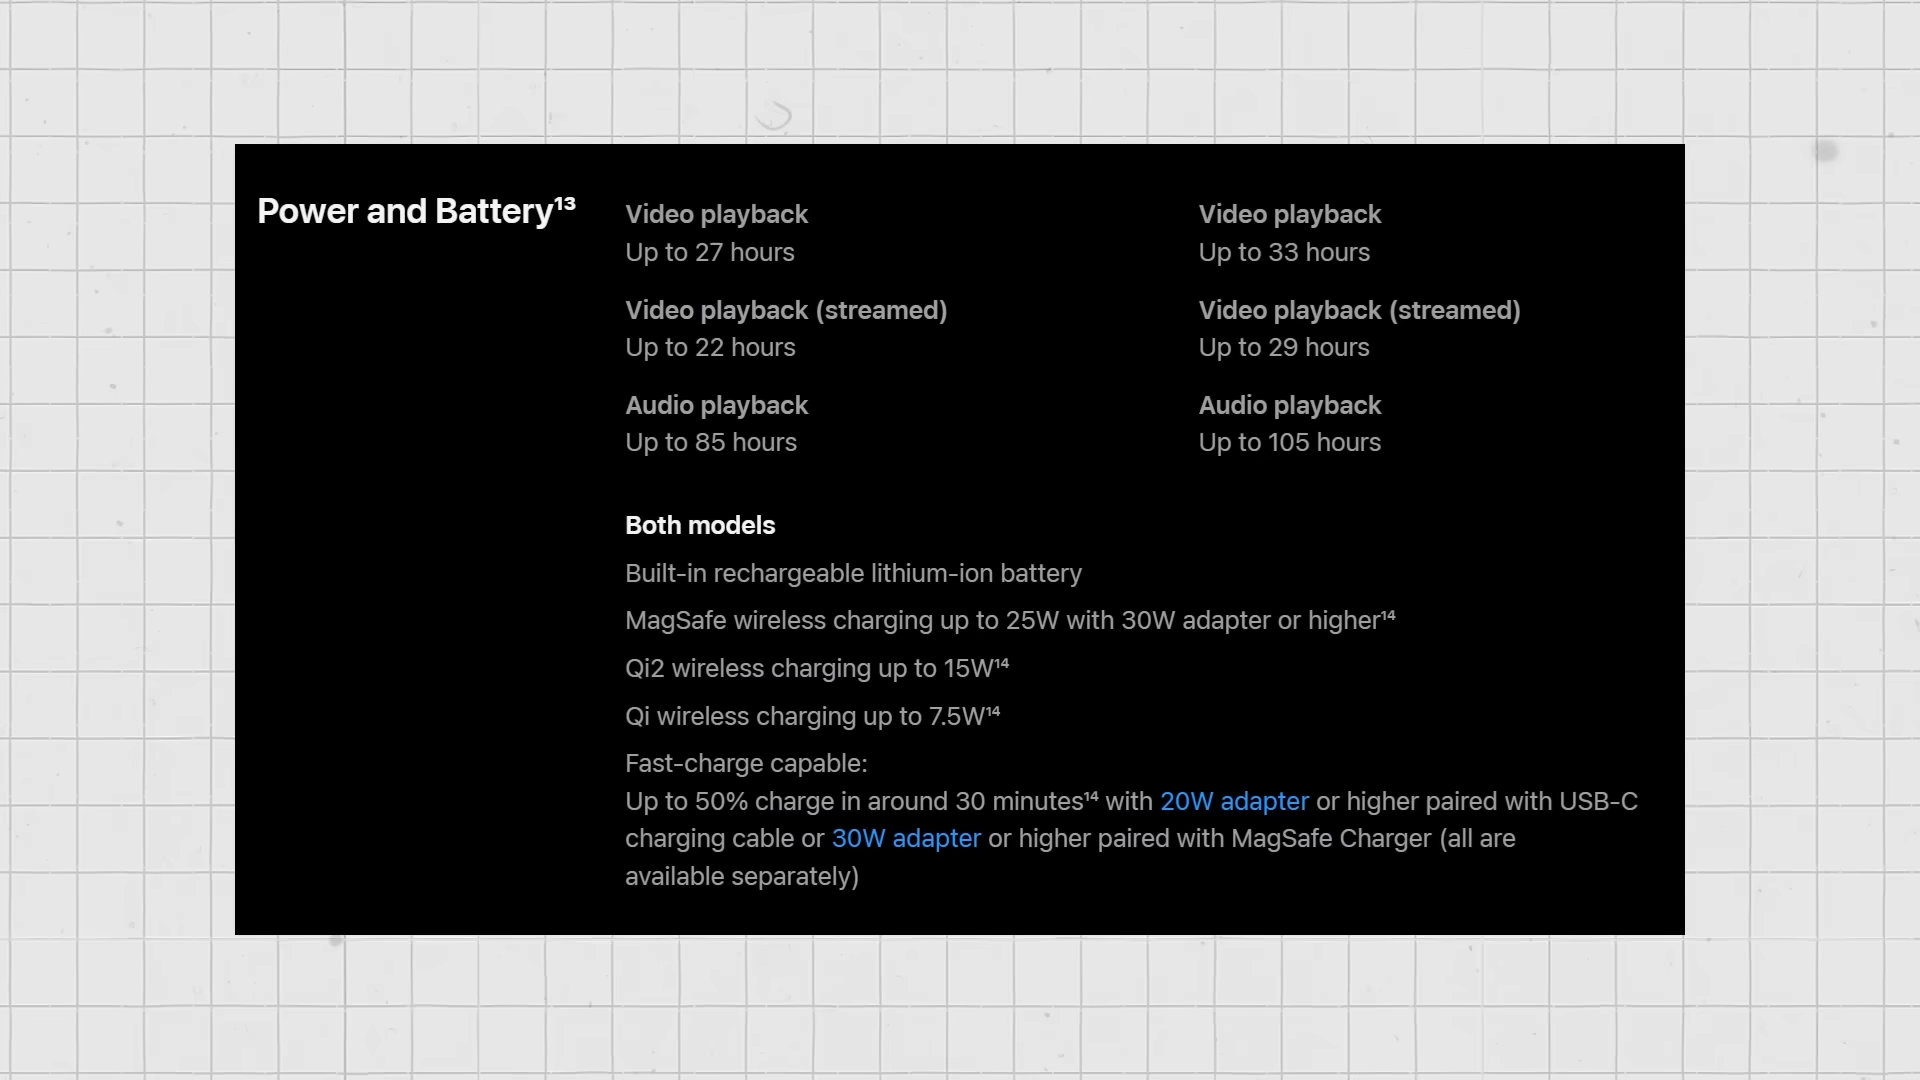 Power and Battery¹³
Video playback
Up to 27 hours
Video playback (streamed)
Up to 22 hours
Audio playback
Up to 85 hours
Video playback
Up to 33 hours
Video playback (streamed)
Up to 29 hours
Audio playback
Up to 105 hours
Both models
Built-in rechargeable lithium-ion battery
MagSafe wireless charging up to 25W with 30W adapter or higher¹⁴
Qi2 wireless charging up to 15W¹⁴
Qi wireless charging up to 7.5W¹⁴
Fast-charge capable:
Up to 50% charge in around 30 minutes¹⁴ with 20W adapter or higher paired with USB-C
charging cable or 30W adapter or higher paired with MagSafe Charger (all are
available separately)